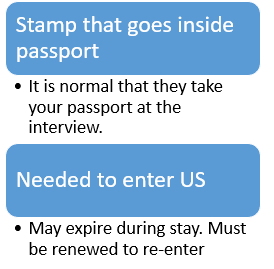 Stamp that goes inside
passport
• It is normal that they take
your passport at the
interview.
Needed to enter US
• May expire during stay. Must
be renewed to re-enter